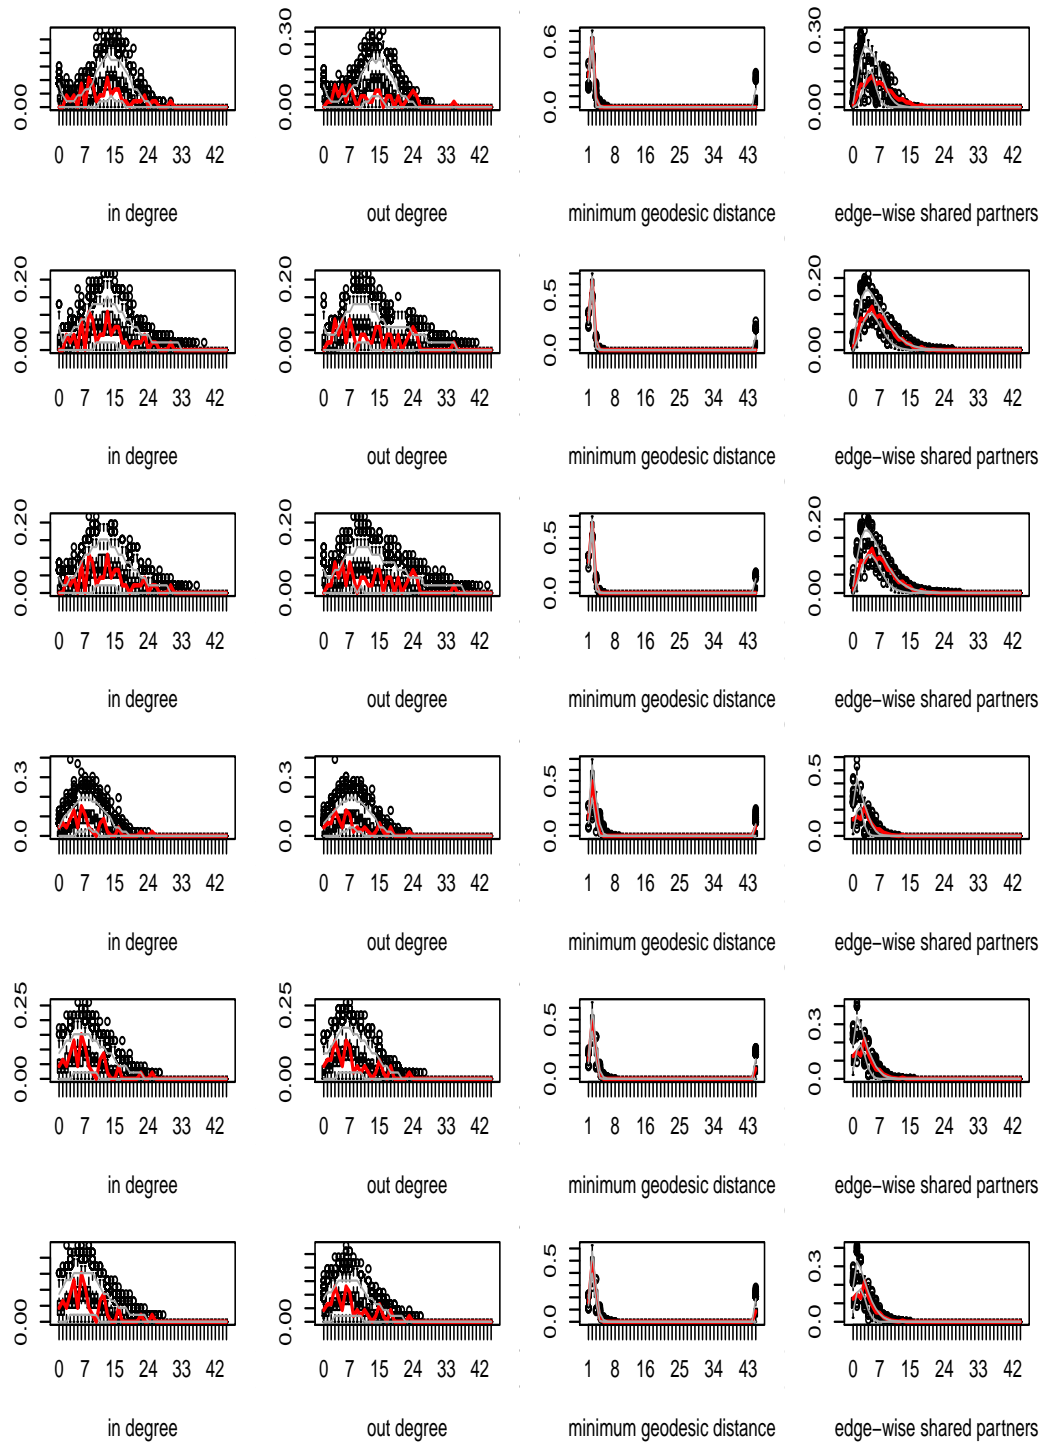 0.00 0.00 0.30 0.0 0.6 0.00 0.30
0 7 15 24 33 42 0 7 15 24 33 42 1 8 16 25 34 43 0 7 15 24 33 42
in degree out degree minimum geodesic distance edge−wise shared partners
0.00 0.20 0.00 0.20 0.0 0.5 0.00 0.20
0 7 15 24 33 42 0 7 15 24 33 42 1 8 16 25 34 43 0 7 15 24 33 42
in degree out degree minimum geodesic distance edge−wise shared partners
0.00 0.20 0.00 0.20 0.0 0.5 0.00 0.20
0 7 15 24 33 42 0 7 15 24 33 42 1 8 16 25 34 43 0 7 15 24 33 42
in degree out degree minimum geodesic distance edge−wise shared partners
0.0 0.3 0.0 0.3 0.0 0.5 0.0 0.5
0 7 15 24 33 42 0 7 15 24 33 42 1 8 16 25 34 43 0 7 15 24 33 42
in degree out degree minimum geodesic distance edge−wise shared partners
0.00 0.25 0.00 0.25 0.0 0.5 0.0 0.3
0 7 15 24 33 42 0 7 15 24 33 42 1 8 16 25 34 43 0 7 15 24 33 42
in degree out degree minimum geodesic distance edge−wise shared partners
0.00 0.00 0.0 0.5 0.0 0.3
0 7 15 24 33 42 0 7 15 24 33 42 1 8 16 25 34 43 0 7 15 24 33 42
in degree out degree minimum geodesic distance edge−wise shared partners